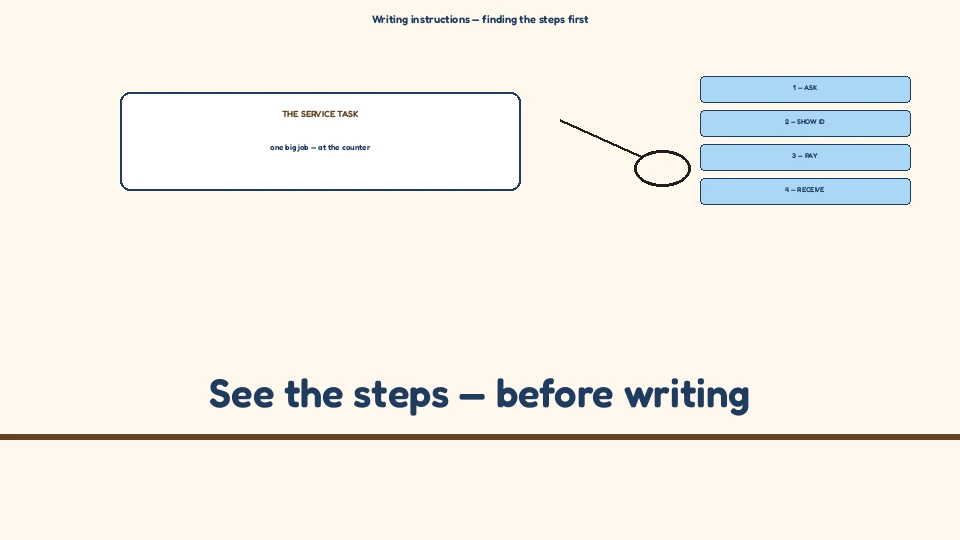 Writing instructions — finding the steps first
THE SERVICE TASK
one big job — at the counter
1 — ASK
2 — SHOW ID
3 — PAY
4 — RECEIVE
See the steps — before writing